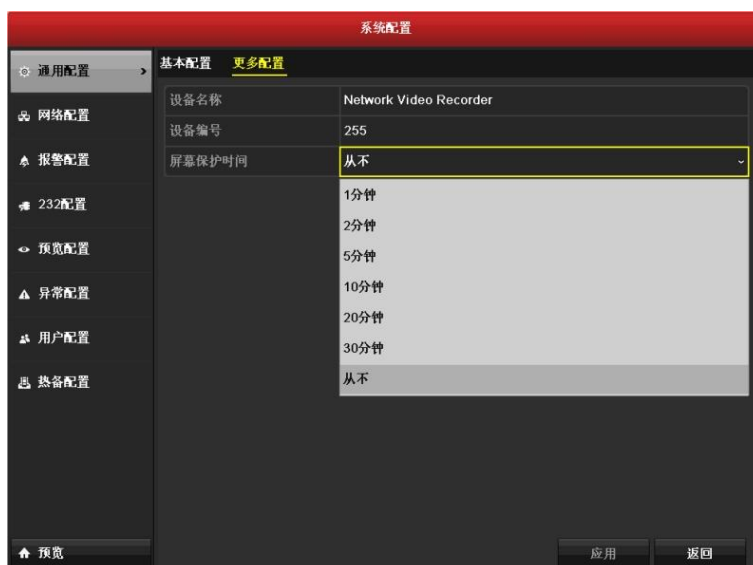 系统配置
通用配置
网络配置
报警配置
232配置
预览配置
异常配置
用户配置
热备配置
预览
基本配置 更多配置
设备名称 Network Video Recorder
设备编号 255
屏幕保护时间 从不
1分钟
2分钟
5分钟
10分钟
20分钟
30分钟
从不
应用 返回